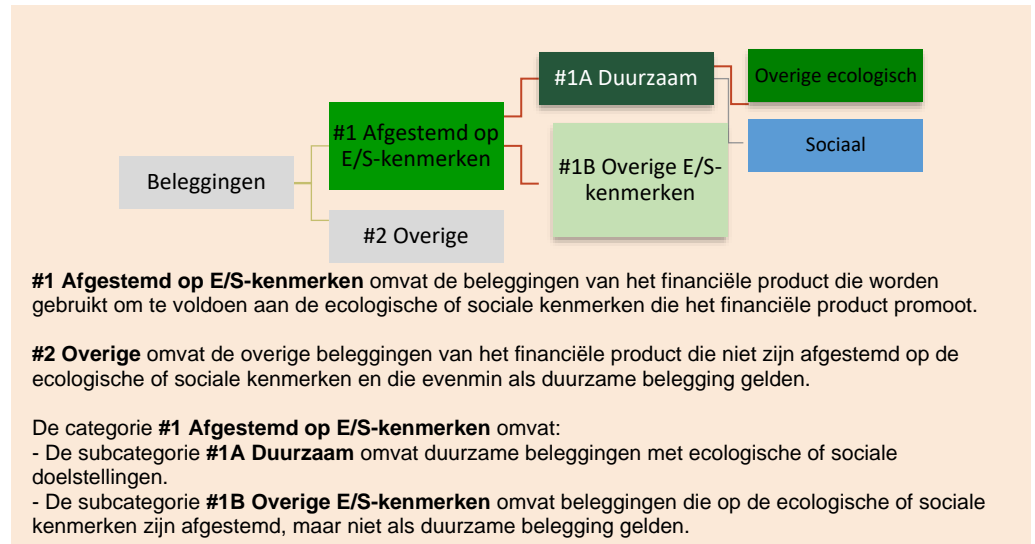 #1A Duurzaam
Overige ecologisch
#1 Afgestemd op
E/S-kenmerken
Sociaal
#1B Overige E/S-
kenmerken
Beleggingen
#2 Overige
#1 Afgestemd op E/S-kenmerken omvat de beleggingen van het financiële product die worden
gebruikt om te voldoen aan de ecologische of sociale kenmerken die het financiële product promoot.
#2 Overige omvat de overige beleggingen van het financiële product die niet zijn afgestemd op de
ecologische of sociale kenmerken en die evenmin als duurzame belegging gelden.
De categorie #1 Afgestemd op E/S-kenmerken omvat:
- De subcategorie #1A Duurzaam omvat duurzame beleggingen met ecologische of sociale
doelstellingen.
- De subcategorie #1B Overige E/S-kenmerken omvat beleggingen die op de ecologische of sociale
kenmerken zijn afgestemd, maar niet als duurzame belegging gelden.